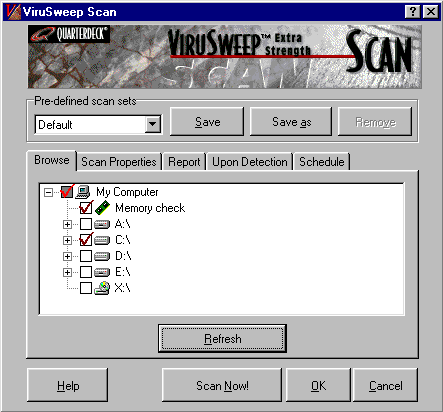 ViruSweep Scan
QUARTERDECK
VIRUSWEEP™ Extra Strength SCAN
SCAN
Pre-defined scan sets
Default
Save
Save as
Remove
Browse Scan Properties Report Upon Detection Schedule
My Computer
Memory check
A:\
C:\
D:\
E:\
X:\
Refresh
Help
Scan Now!
OK
Cancel